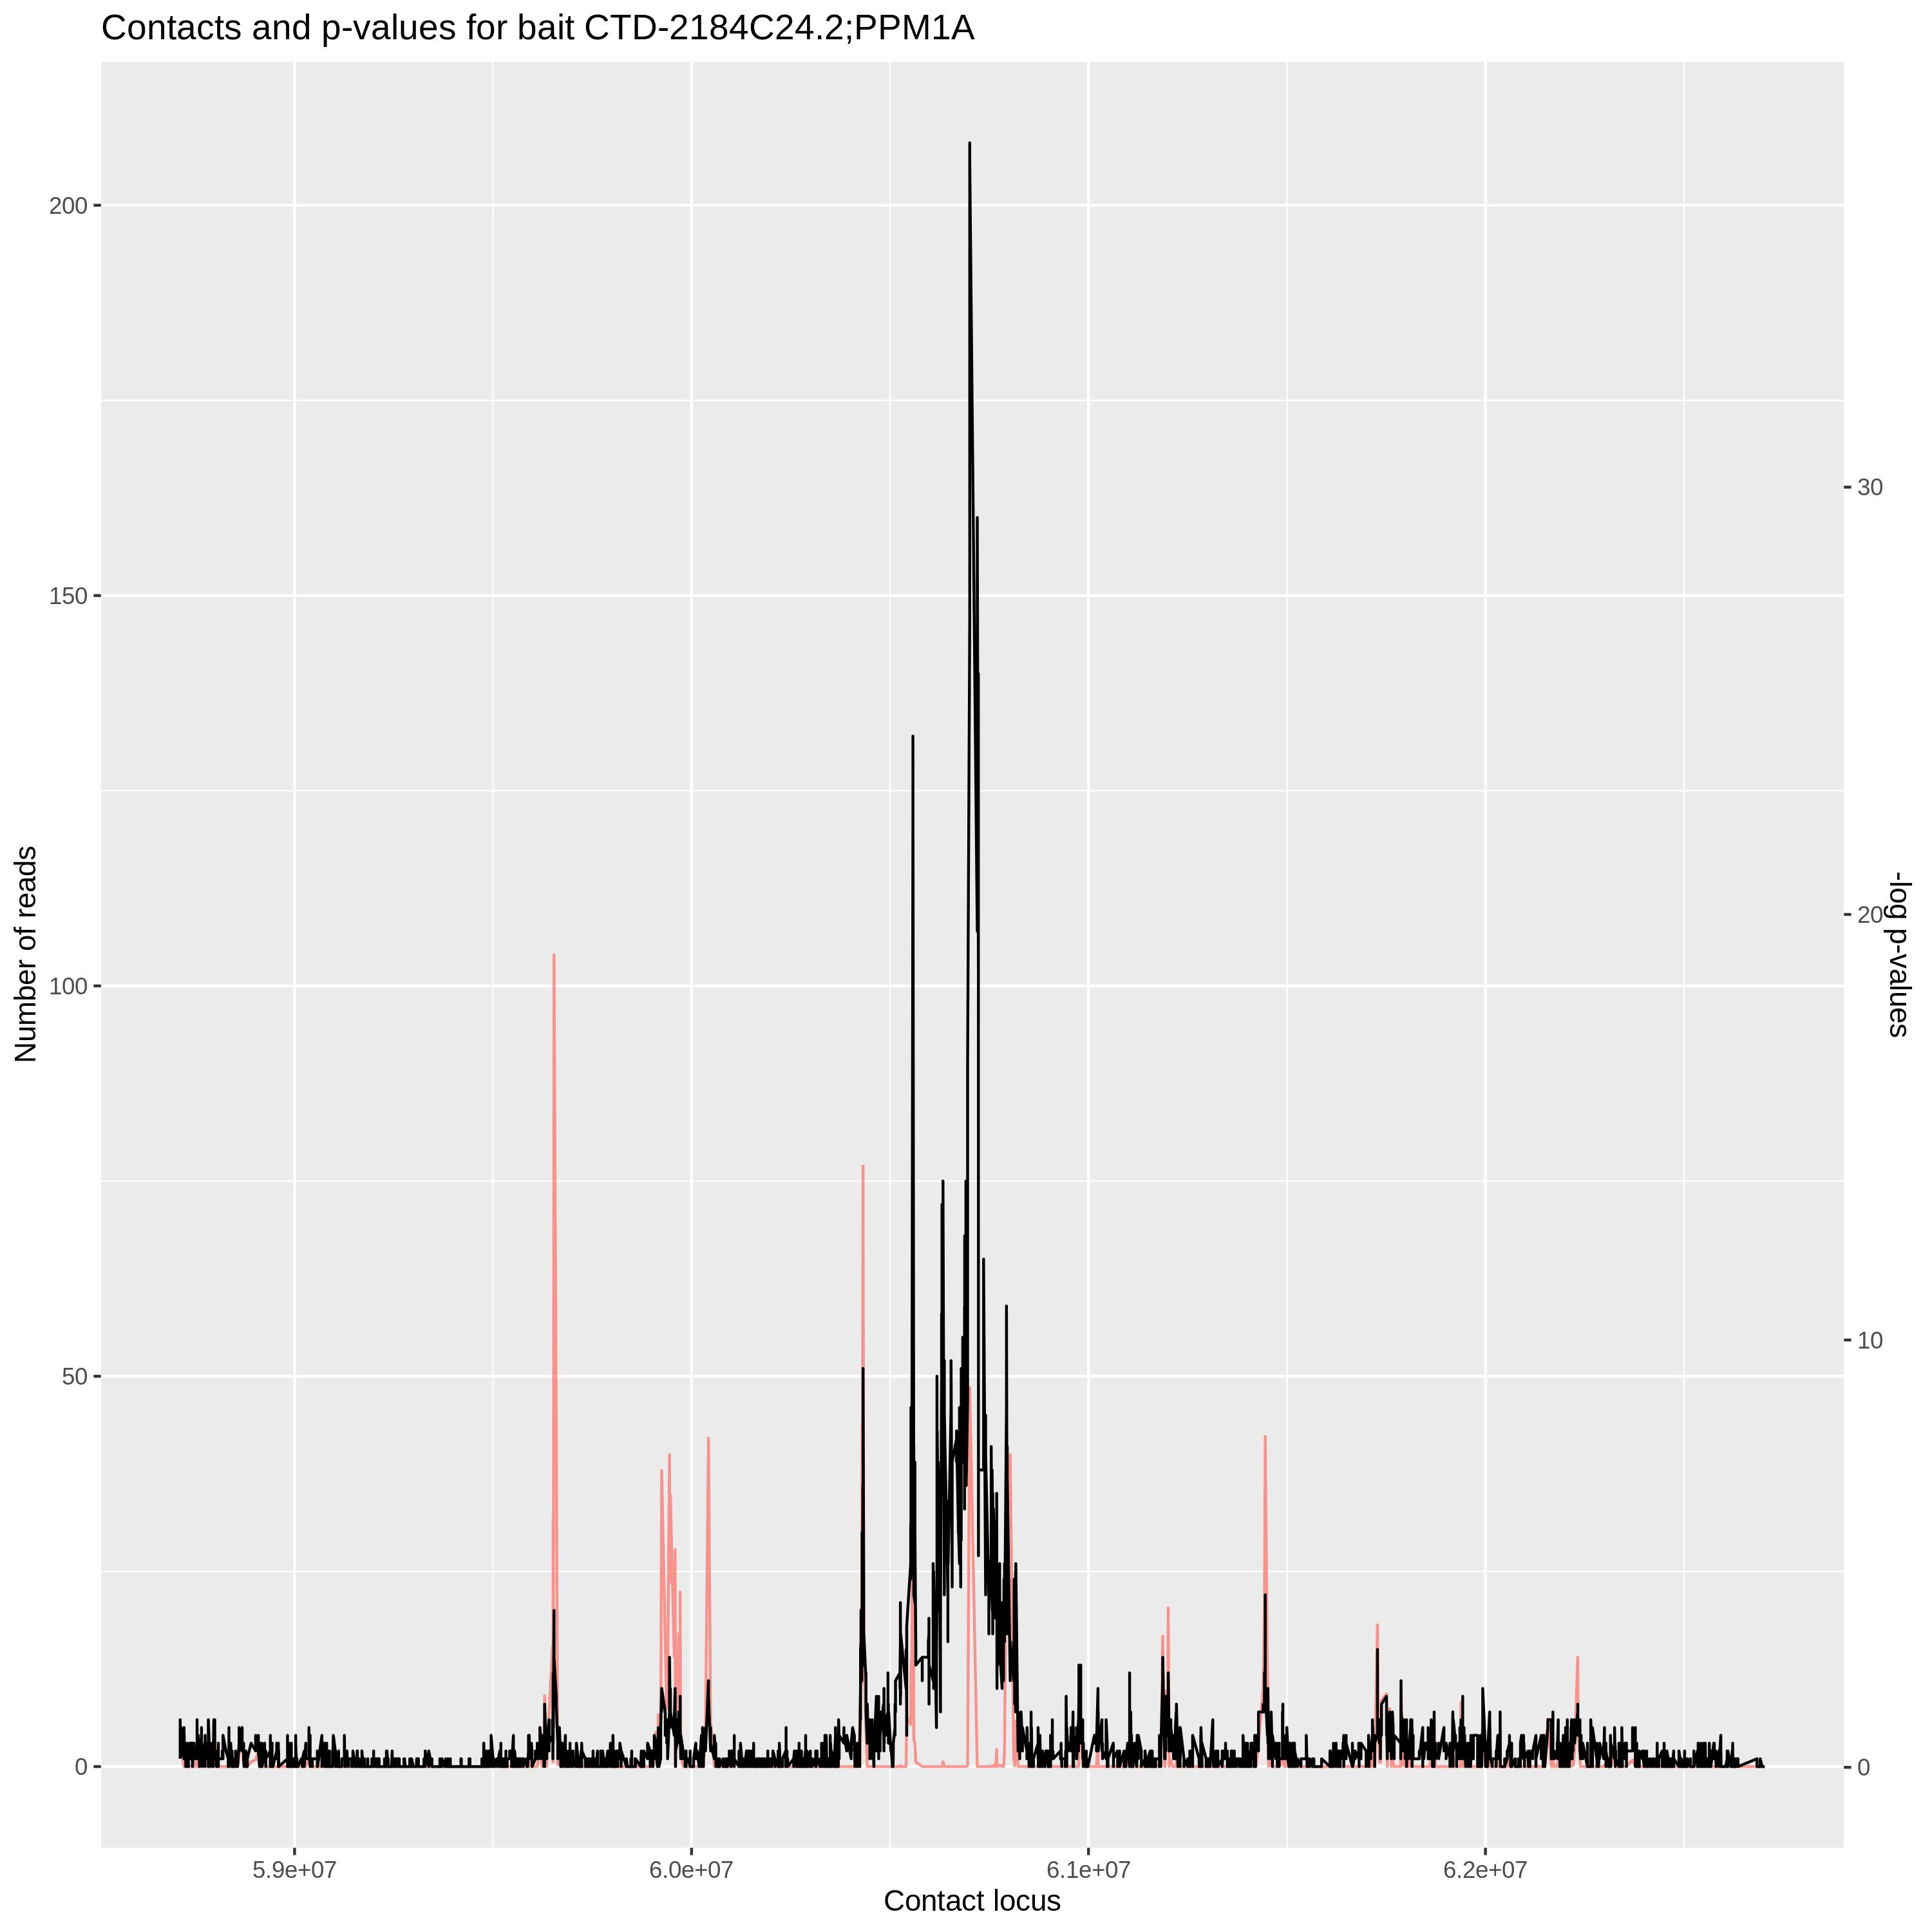 Contacts and p-values for bait CTD-2184C24.2;PPM1A
200
150
100
50
0
Number of reads
30
20
10
0
-log p-values
5.9e+07
6.0e+07
6.1e+07
6.2e+07
Contact locus